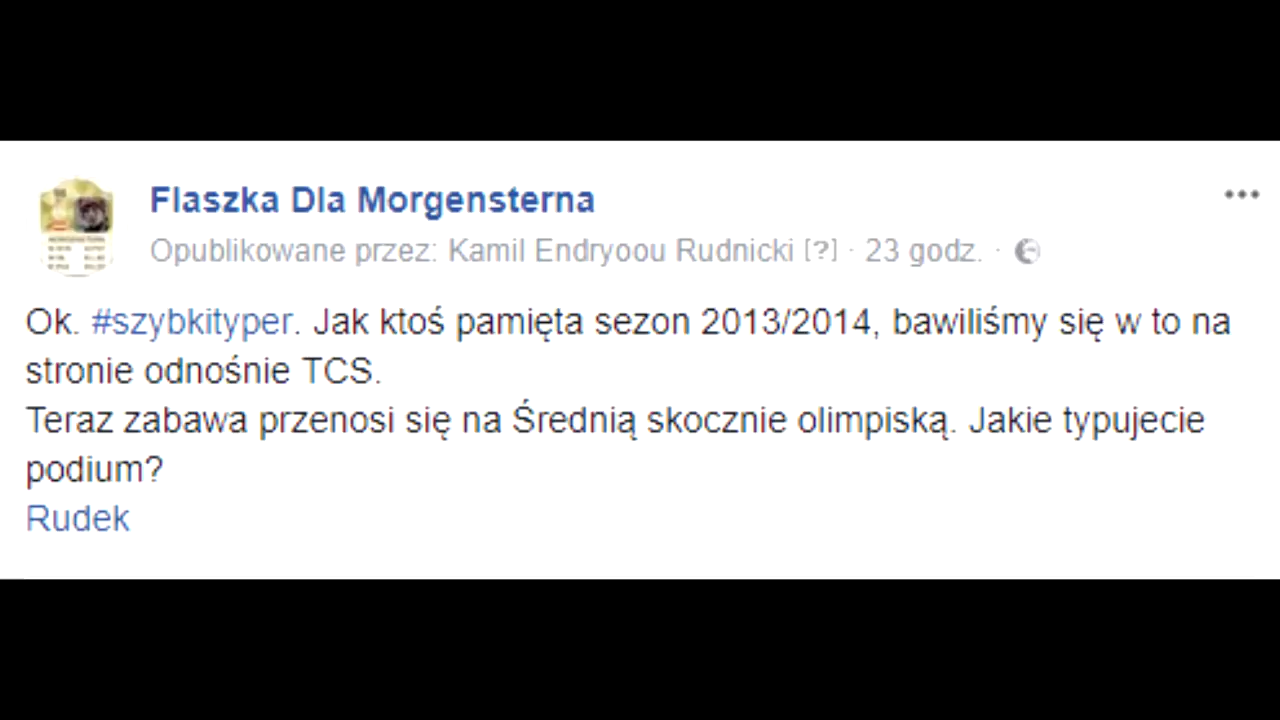 Flaszka Dla Morgensterna
Opublikowane przez: Kamil Endryoou Rudnicki [?] · 23 godz. ·
Ok. #szybkityper. Jak ktoś pamięta sezon 2013/2014, bawiliśmy się w to na
stronie odnośnie TCS.
Teraz zabawa przenosi się na Średnią skocznie olimpiską. Jakie typujecie
podium?
Rudek